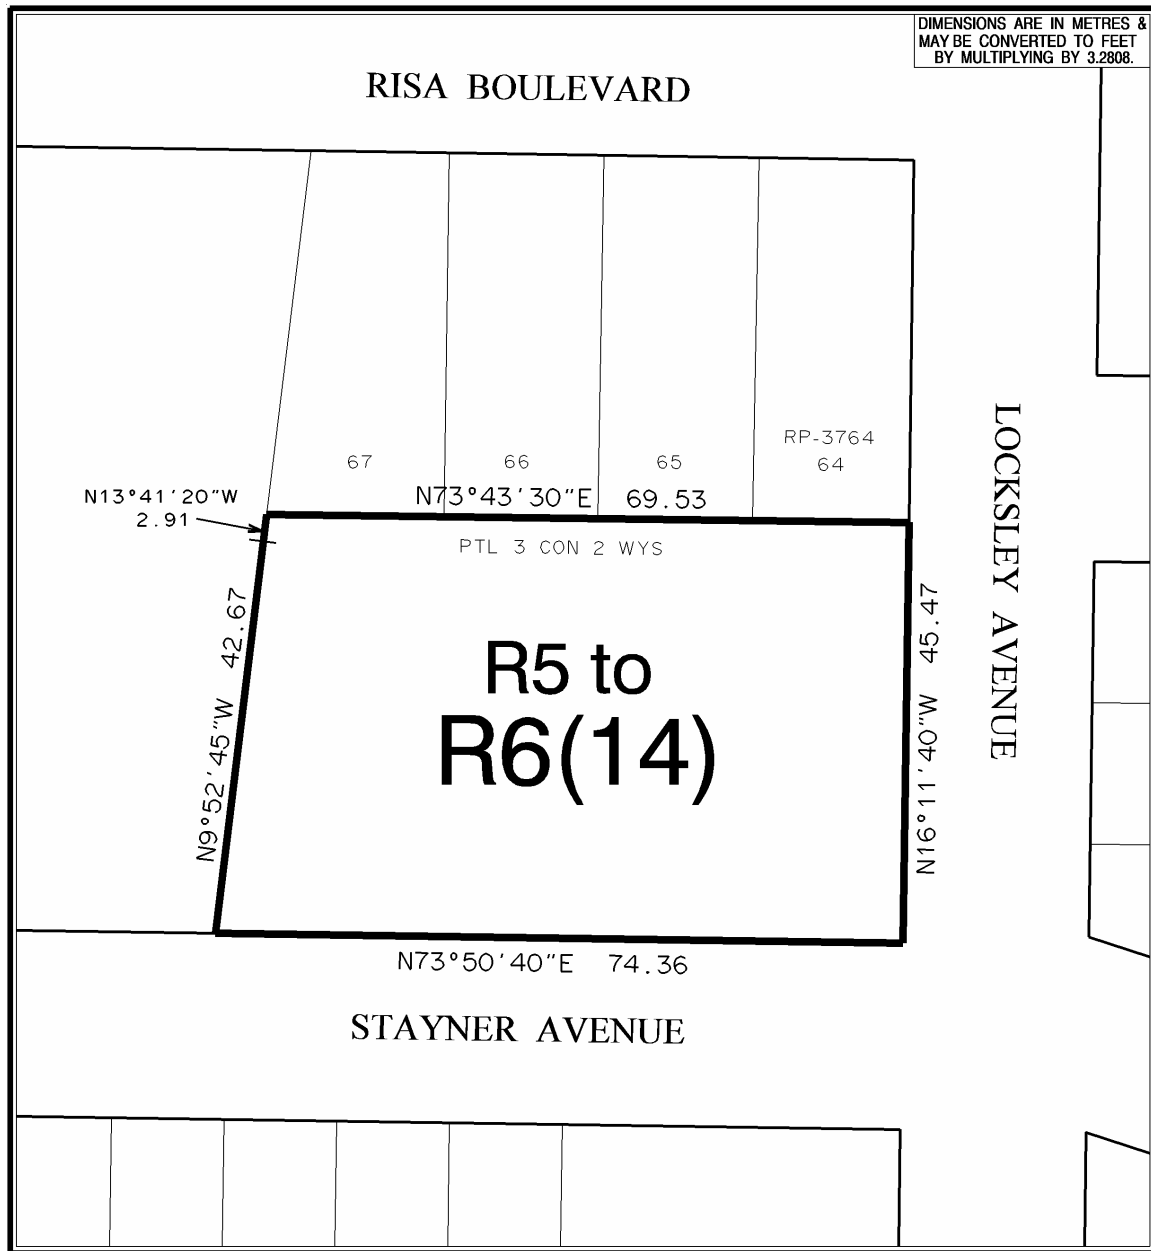 DIMENSIONS ARE IN METRES &
MAY BE CONVERTED TO FEET
BY MULTIPLYING BY 3.2808.
RISA BOULEVARD
RP-3764
67
66
65
64
N13°41'20"W
2.91
N73°43'30"E 69.53
PTL 3 CON 2 WYS
LOCKSLEY AVENUE
N9°52'45"W 42.67
R5 to
R6(14)
N16°11'40"W 45.47
N73°50'40"E 74.36
STAYNER AVENUE